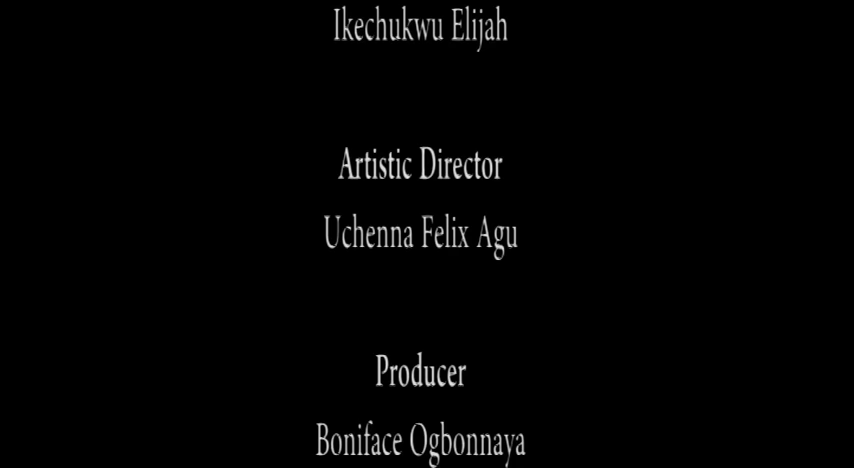 Ikechukwu Elijah
Artistic Director
Uchenna Felix Agu
Producer
Boniface Ogbonnaya